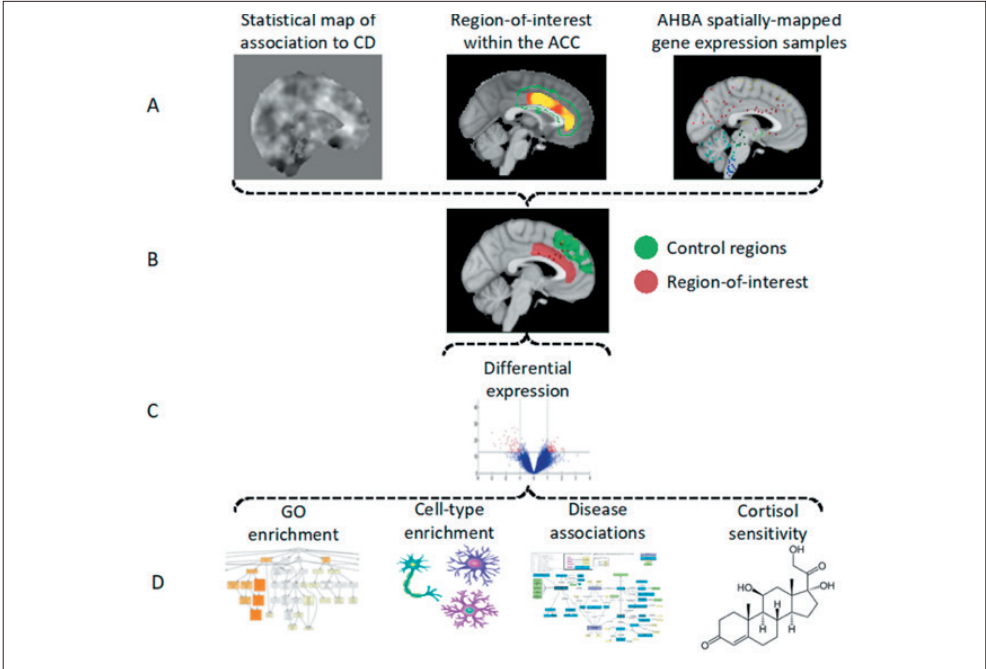 Statistical map of
association to CD
Region-of-interest
within the ACC
AHBA spatially-mapped
gene expression samples
A
B
Control regions
Region-of-interest
Differential
expression
C
GO
enrichment
Cell-type
enrichment
Disease
associations
Cortisol
sensitivity
D
OH
O
HO
OH
H
H
H
O